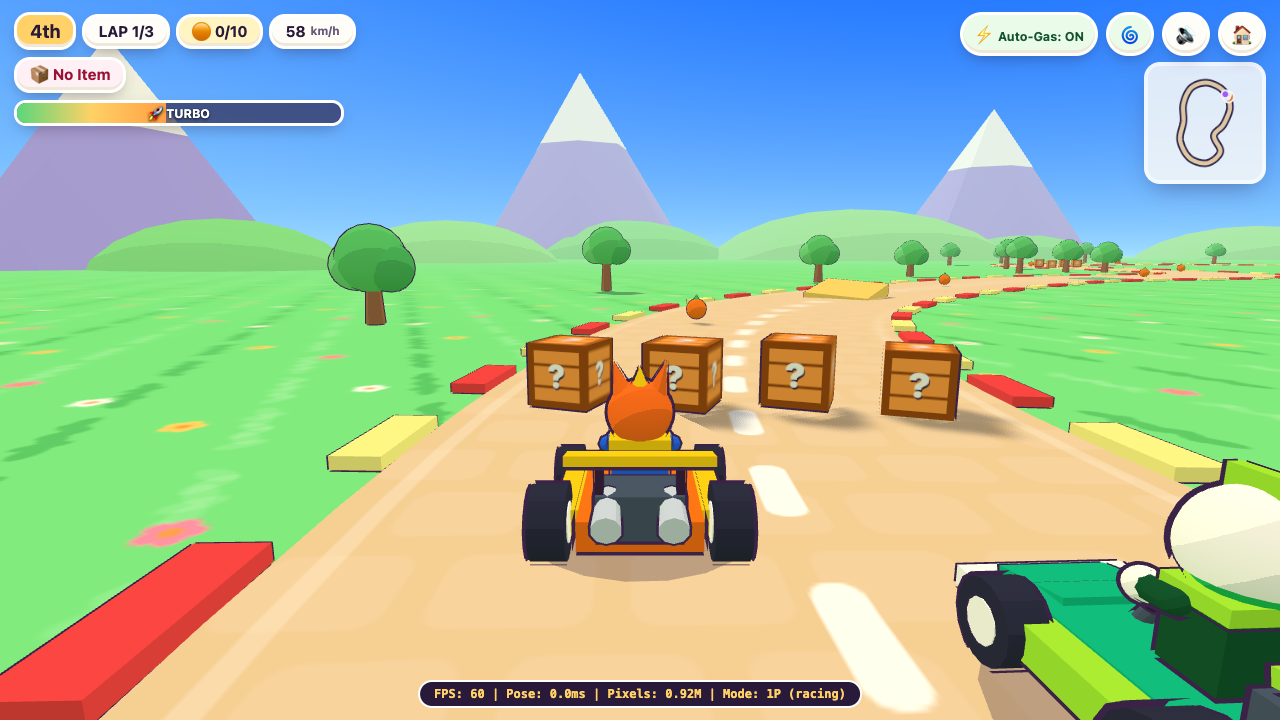 4th LAP 1/3 0/10 58 km/h
Auto-Gas: ON
No Item
TURBO
? ? ? ? ? ?
FPS: 60 | Pose: 0.0ms | Pixels: 0.92M | Mode: 1P (racing)